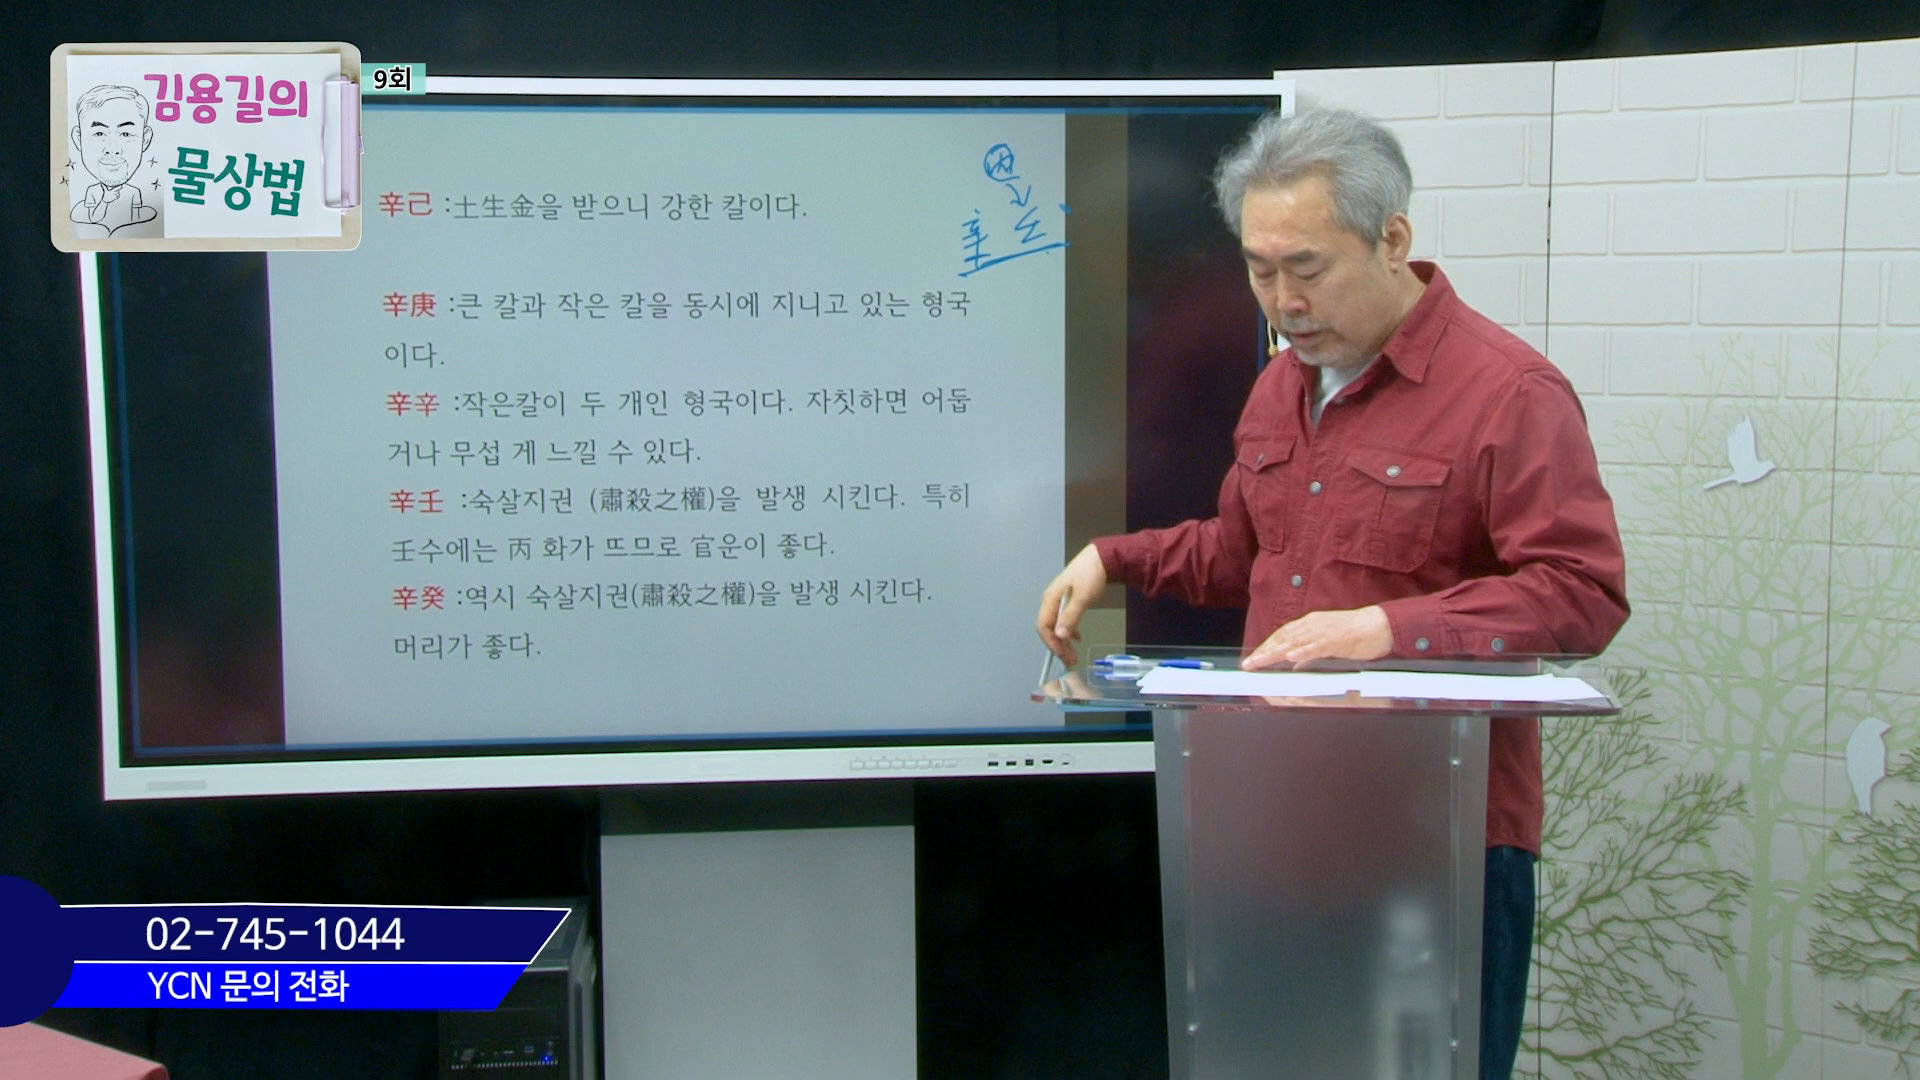 김용길의
물상법
9회
辛己 :土生金을 받으니 강한 칼이다.
辛庚 :큰 칼과 작은 칼을 동시에 지니고 있는 형국
이다.
辛辛 :작은칼이 두 개인 형국이다. 자칫하면 어둡
거나 무섭 게 느낄 수 있다.
辛壬 :숙살지권 (肅殺之權)을 발생 시킨다. 특히
壬수에는 丙 화가 뜨므로 官운이 좋다.
辛癸 :역시 숙살지권(肅殺之權)을 발생 시킨다.
머리가 좋다.
02-745-1044
YCN 문의 전화